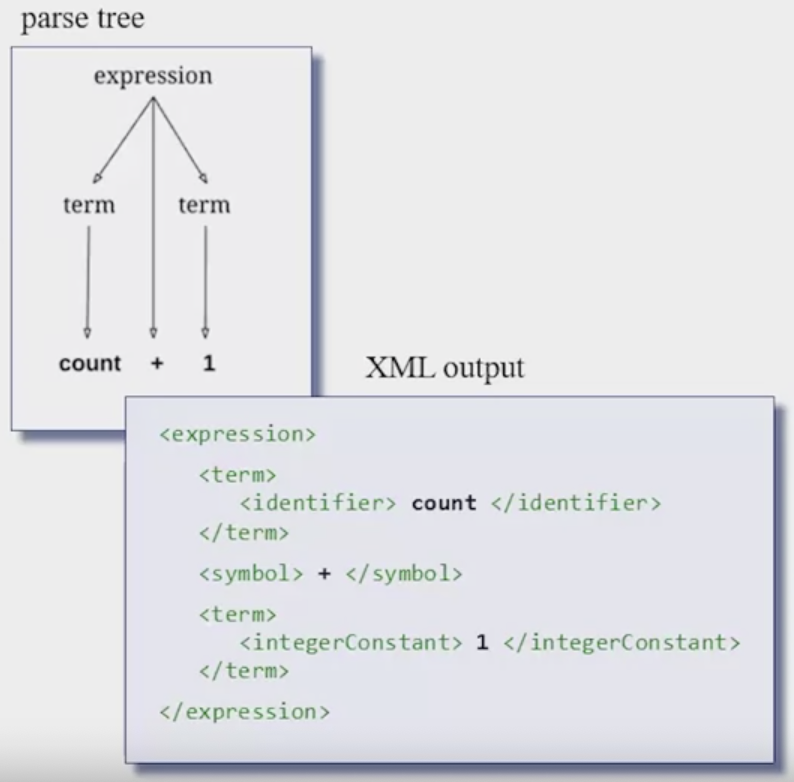 parse tree
expression
term term
count + 1
XML output
<expression>
<term>
<identifier> count </identifier>
</term>
<symbol> + </symbol>
<term>
<integerConstant> 1 </integerConstant>
</term>
</expression>